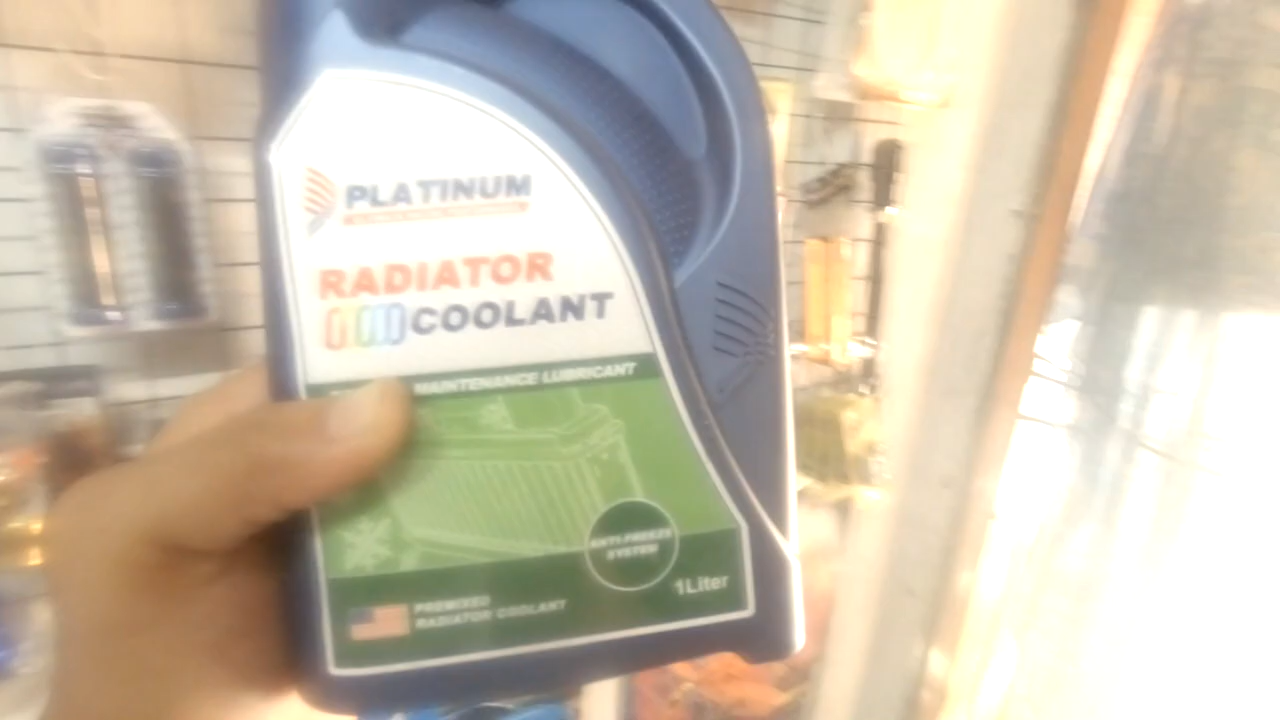 PLATINUM
RADIATOR
COOLANT
MAINTENANCE LUBRICANT
ANTI-FREEZE
SYSTEM
1Liter
PREMIXED
RADIATOR COOLANT